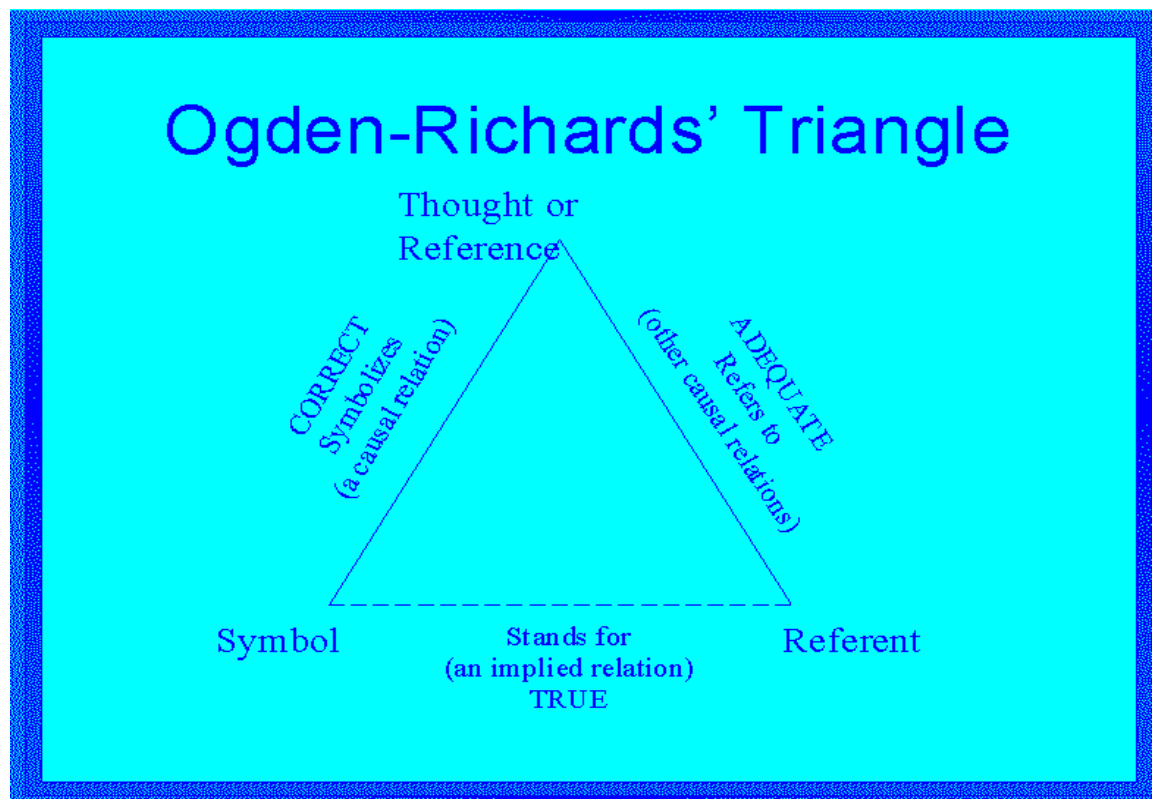 Ogden-Richards’ Triangle
Thought or
Reference
CORRECT
Symbolizes
(a causal relation)
ADEQUATE
Refers to
(other causal relations)
Symbol
Stands for
(an implied relation)
TRUE
Referent